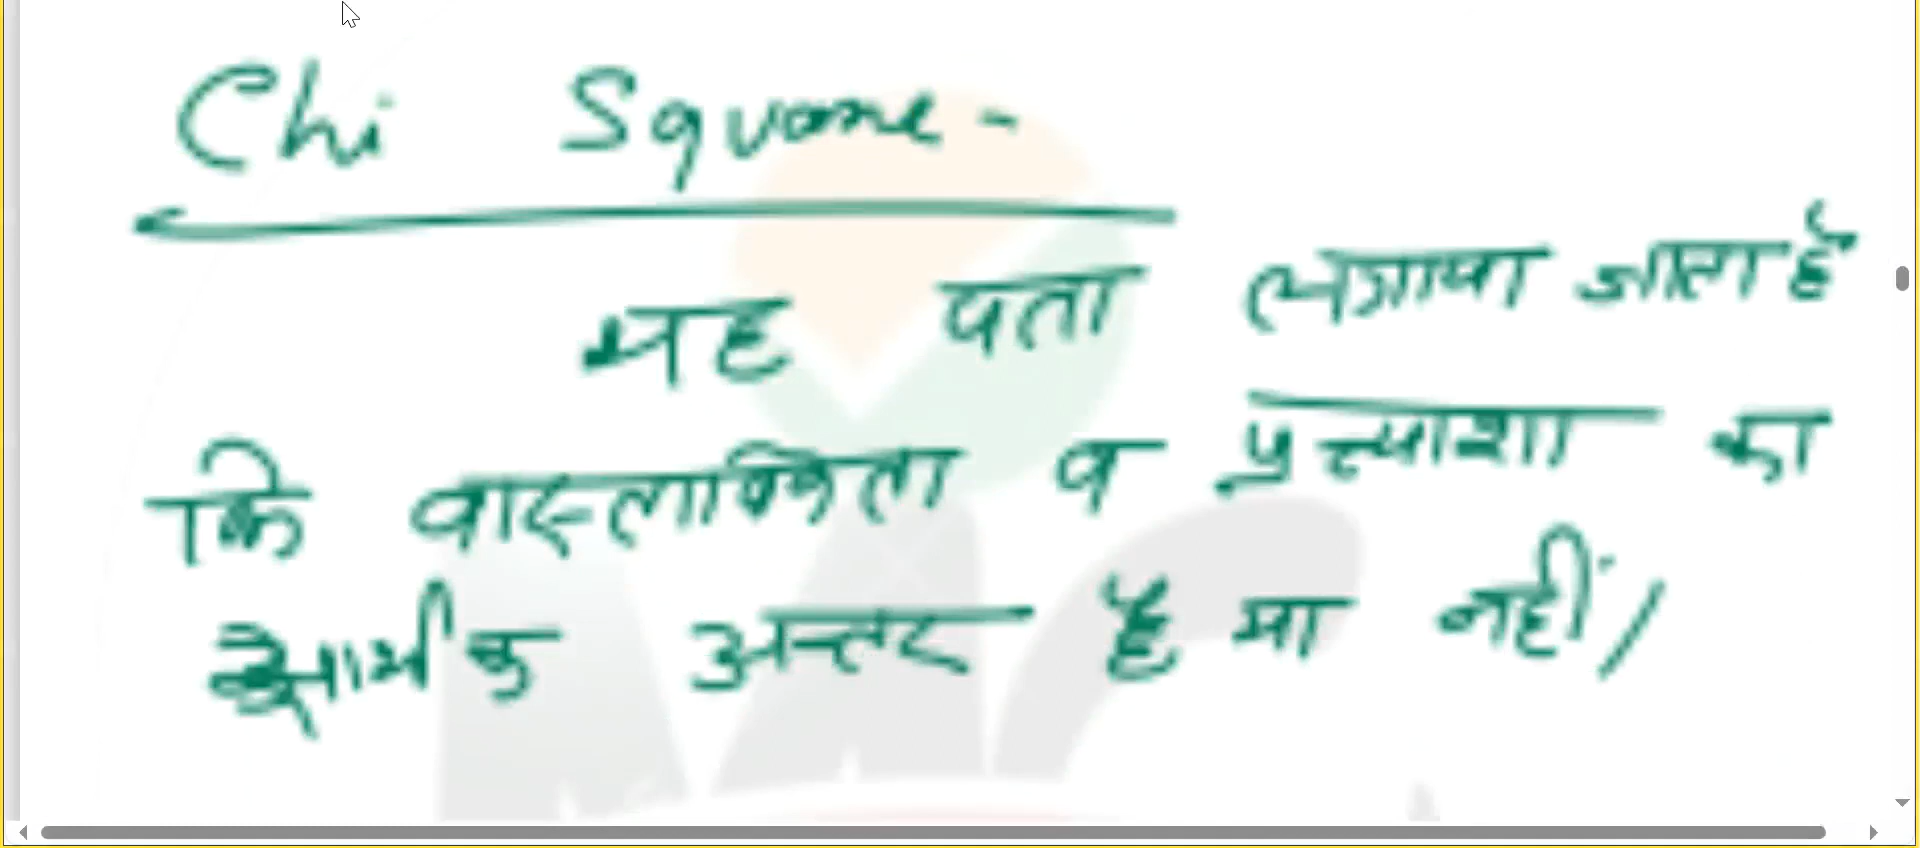 Chi Square -
यह पता लगाया जाता है
कि वास्तविकता व प्रत्याशा का
सार्थक अन्तर है या नहीं/